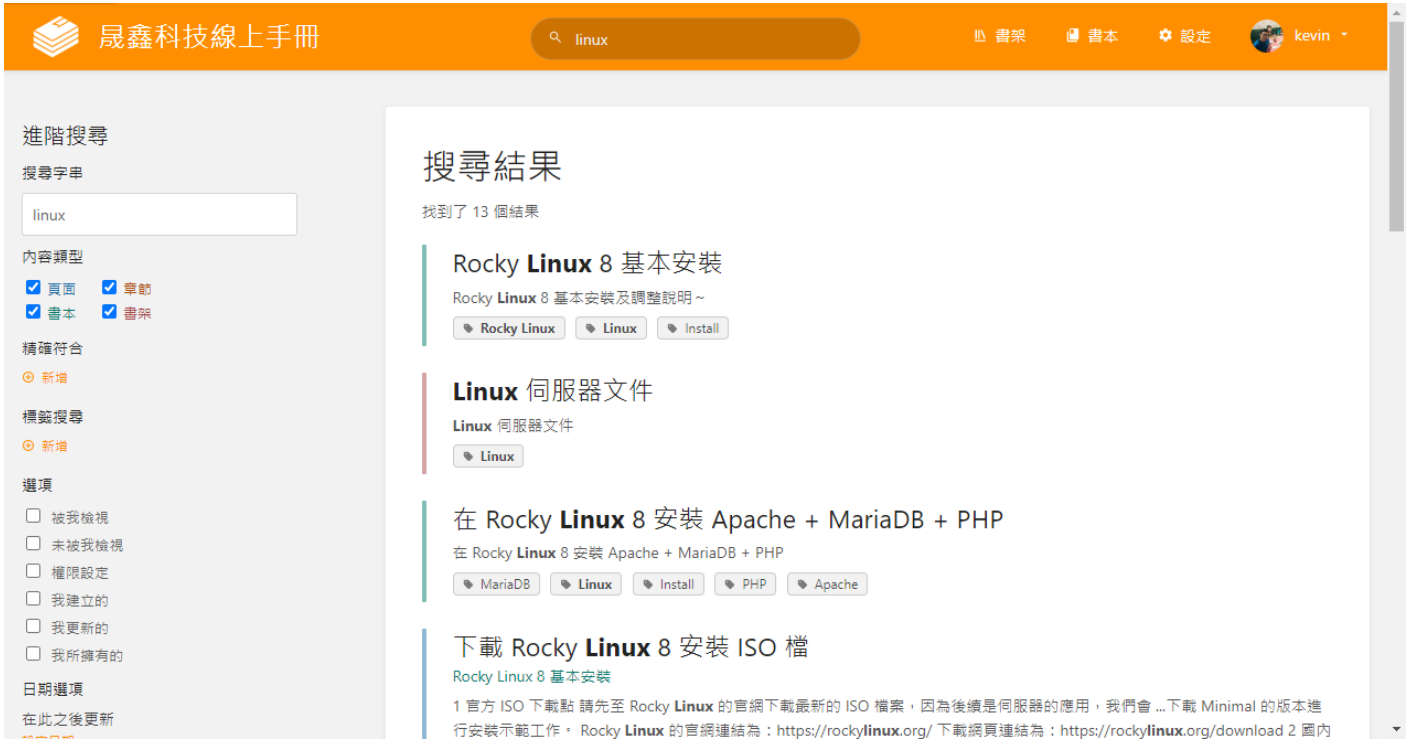 晟鑫科技線上手冊
linux
書架
書本
設定
kevin
進階搜尋
搜尋字串
linux
內容類型
頁面
章節
書本
書架
精確符合
新增
標籤搜尋
新增
選項
被我檢視
未被我檢視
權限設定
我建立的
我更新的
我所擁有的
日期選項
在此之後更新
搜尋結果
找到了 13 個結果
Rocky Linux 8 基本安裝
Rocky Linux 8 基本安裝及調整說明～
Rocky Linux Linux Install
Linux 伺服器文件
Linux 伺服器文件
Linux
在 Rocky Linux 8 安裝 Apache + MariaDB + PHP
在 Rocky Linux 8 安裝 Apache + MariaDB + PHP
MariaDB Linux Install PHP Apache
下載 Rocky Linux 8 安裝 ISO 檔
Rocky Linux 8 基本安裝
1 官方 ISO 下載點 請先至 Rocky Linux 的官網下載最新的 ISO 檔案，因為後續是伺服器的應用，我們會 ...下載 Minimal 的版本進
行安裝示範工作。 Rocky Linux 的官網連結為：https://rockylinux.org/ 下載網頁連結為：https://rockylinux.org/download 2 國內